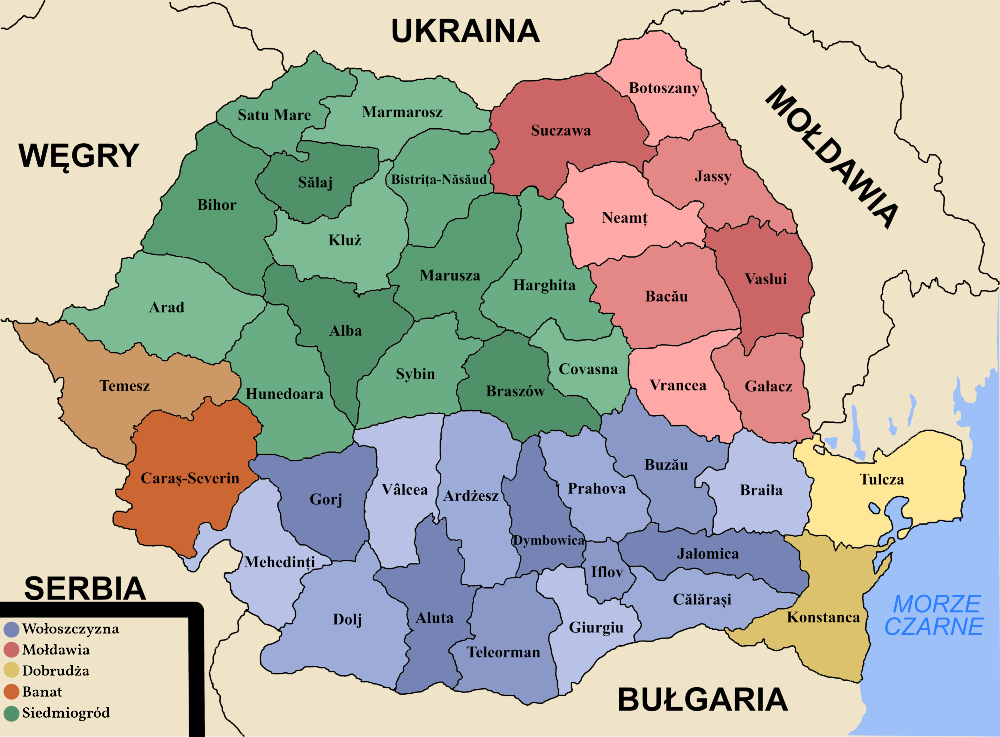 UKRAINA
Botoszany
MOŁDAWIA
Satu Mare
Marmarosz
Suczawa
WĘGRY
Sălaj
Bistrița-Năsăud
Jassy
Bihor
Neamț
Kluż
Marusza
Harghita
Vaslui
Bacău
Arad
Alba
Temesz
Hunedoara
Sybin
Braszów
Covasna
Vrancea
Gałacz
Caraș-Severin
Gorj
Vâlcea
Ardżesz
Prahova
Buzău
Braiła
Tulcza
Dymbowica
Jałomica
Mehedinți
Iflov
SERBIA
Călărași
MORZE
CZARNE
Konstanca
Dolj
Aluta
Giurgiu
Teleorman
BUŁGARIA
Wołoszczyzna
Mołdawia
Dobrudża
Banat
Siedmiogród